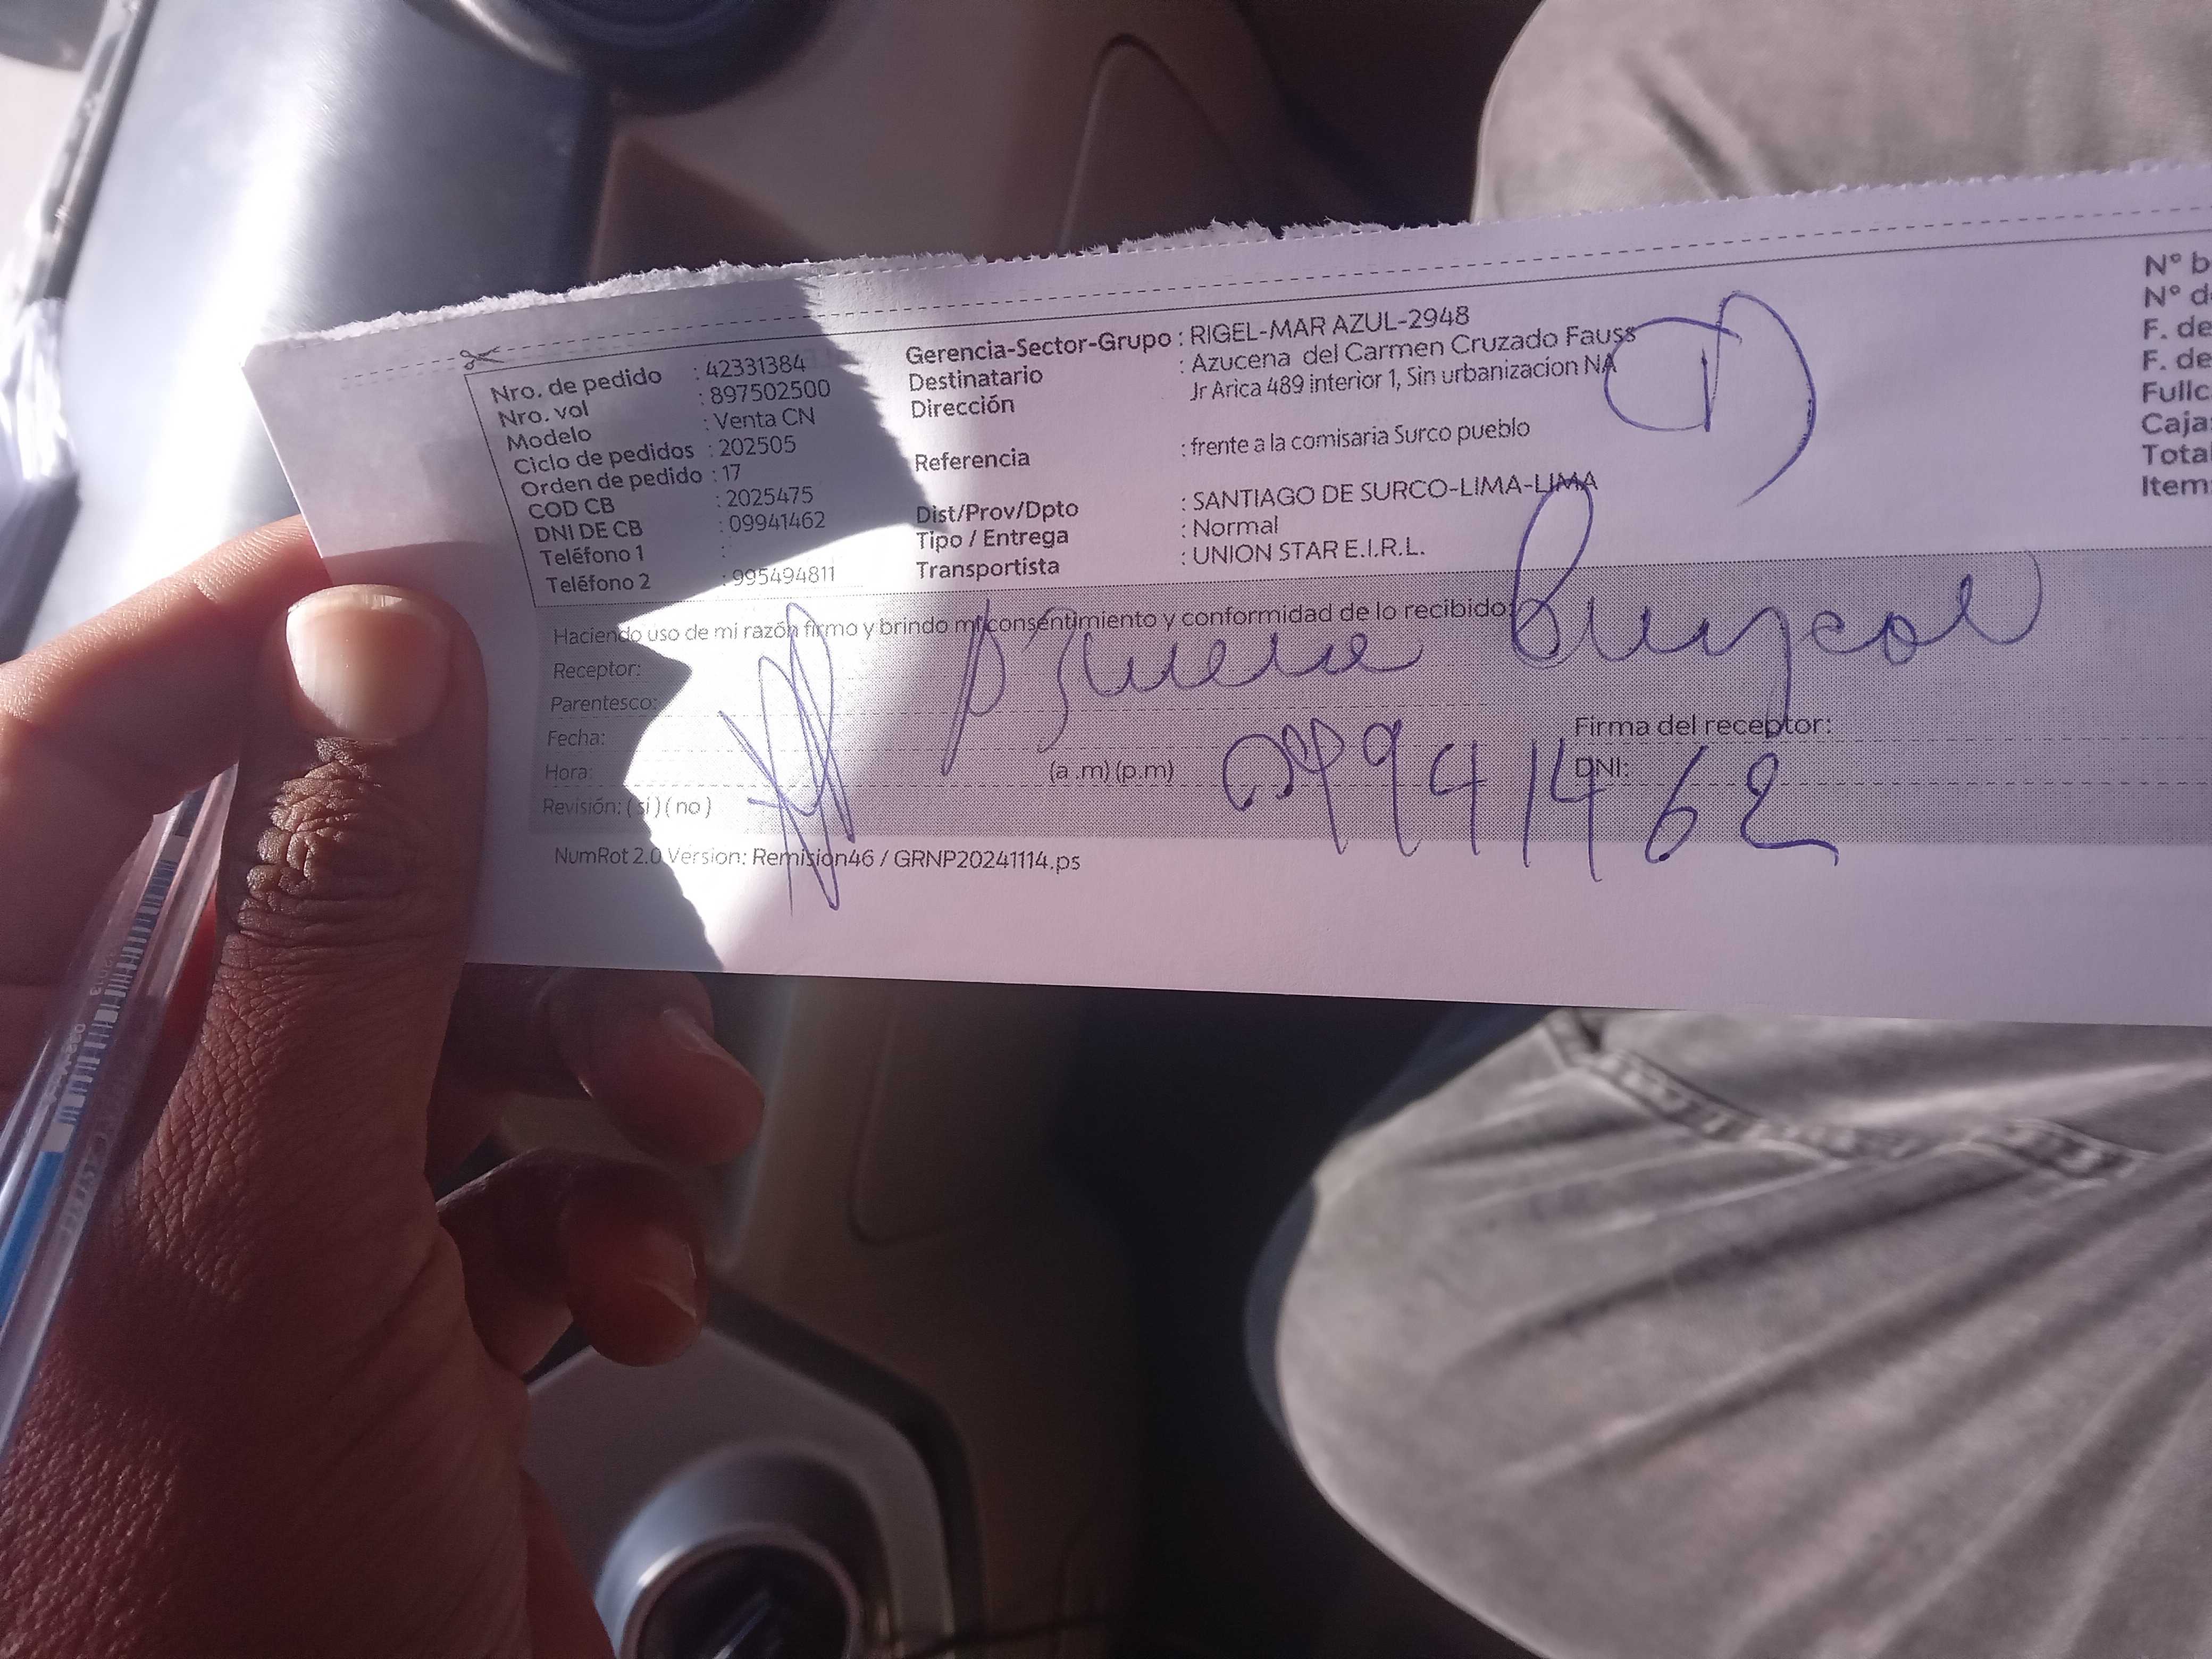 Nro. de pedido : 42331384
Nro. vol : 897502500
Modelo : Venta CN
Ciclo de pedidos : 202505
Orden de pedido : 17
COD CB : 2025475
DNI DE CB : 09941462
Teléfono 1 :
Teléfono 2 : 995494811
Gerencia-Sector-Grupo : RIGEL-MAR AZUL-2948
Destinatario : Azucena del Carmen Cruzado Fauss
Dirección Jr Arica 489 interior 1, Sin urbanizacion NA
Referencia : frente a la comisaria Surco pueblo
Dist/Prov/Dpto : SANTIAGO DE SURCO-LIMA-LIMA
Tipo / Entrega : Normal
Transportista : UNION STAR E.I.R.L.
N° b
N° de
F. de
F. de
Fullc
Caja
Total
Item
Haciendo uso de mi razón firmo y brindo mi consentimiento y conformidad de lo recibido:
Receptor:
Parentesco:
Fecha:
Firma del receptor:
Hora: (a .m) (p.m) 09941462 DNI:
Revisión: ( si ) ( no )
NumRot 2.0 Version: Remision46 / GRNP20241114.ps